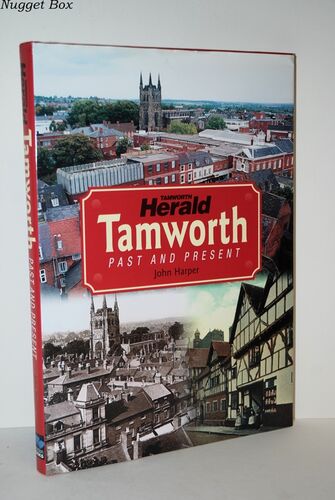 Nugget Box
TAMWORTH
Herald
Tamworth
PAST AND PRESENT
John Harper
Herald
Tamworth
PAST AND PRESENT